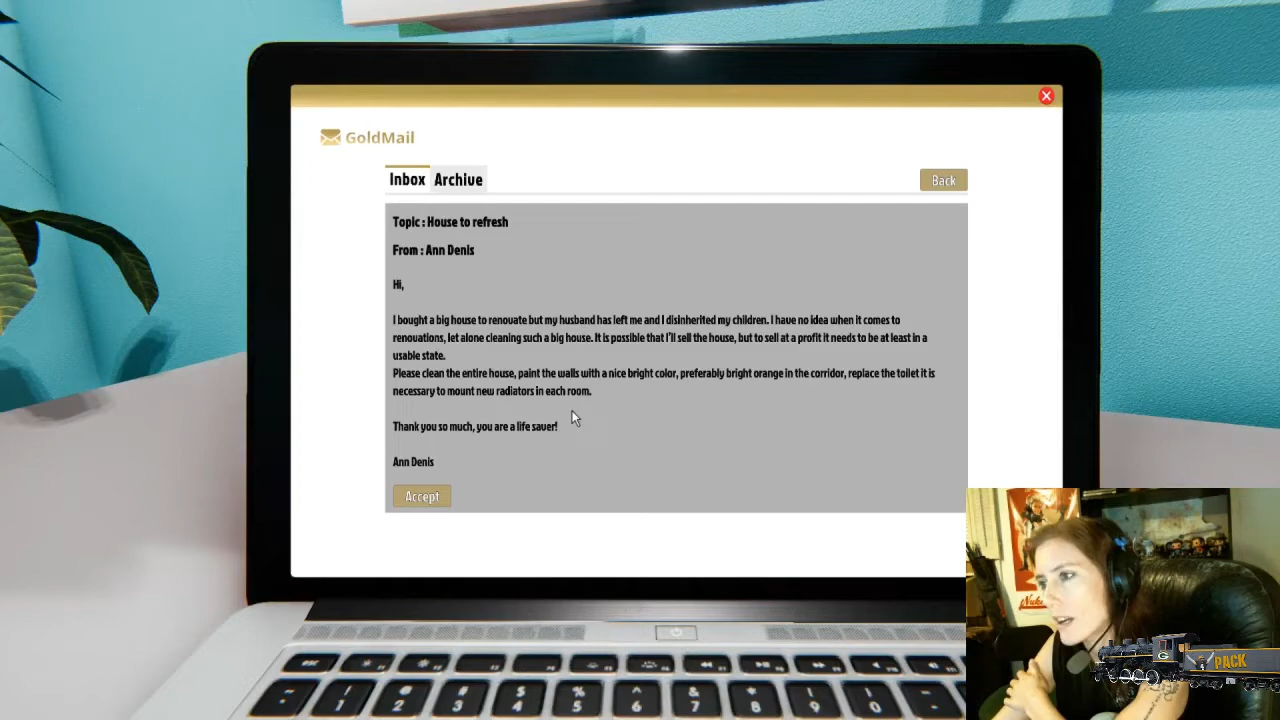 GoldMail
Inbox Archive
Back
Topic : House to refresh
From : Ann Denis
Hi,
I bought a big house to renovate but my husband has left me and I disinherited my children. I have no idea when it comes to
renovations, let alone cleaning such a big house. It is possible that I'll sell the house, but to sell at a profit it needs to be at least in a
usable state.
Please clean the entire house, paint the walls with a nice bright color, preferably bright orange in the corridor, replace the toilet it is
necessary to mount new radiators in each room.
Thank you so much, you are a life saver!
Ann Denis
Accept
PACK